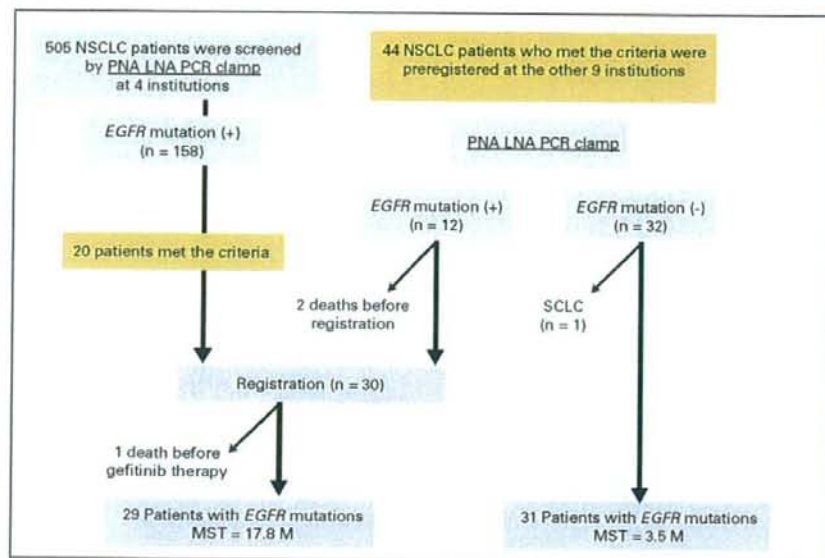 505 NSCLC patients were screened
by PNA LNA PCR clamp
at 4 institutions
44 NSCLC patients who met the criteria were
preregistered at the other 9 institutions
EGFR mutation (+)
(n = 158)
PNA LNA PCR clamp
EGFR mutation (+)
(n = 12)
EGFR mutation (-)
(n = 32)
20 patients met the criteria
2 deaths before
registration
SCLC
(n = 1)
Registration (n = 30)
1 death before
gefitinib therapy
29 Patients with EGFR mutations
MST = 17.8 M
31 Patients with EGFR mutations
MST = 3.5 M